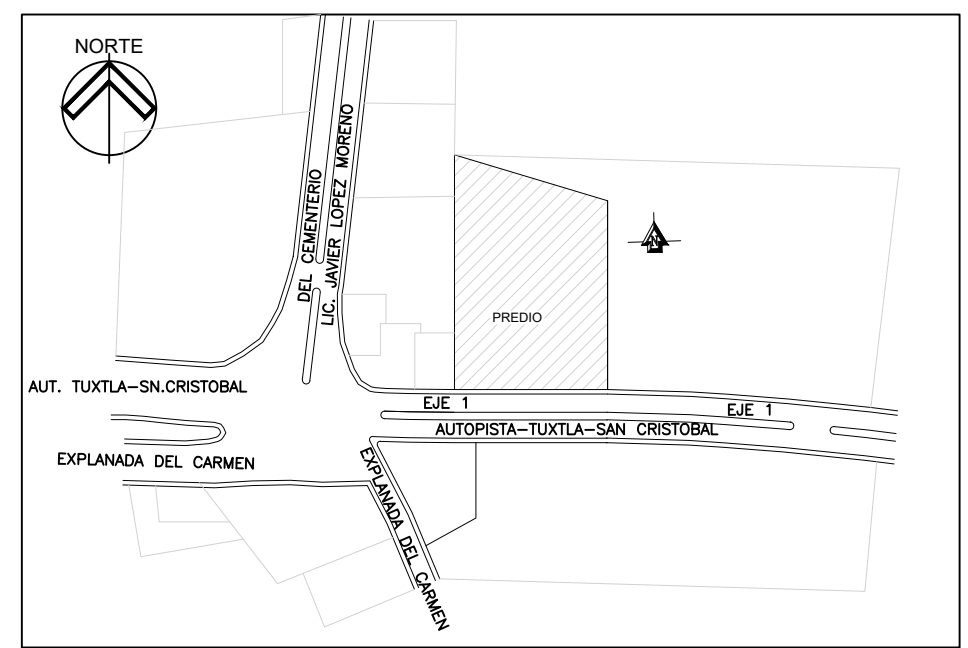 NORTE
DEL CEMENTERIO
LIC. JAVIER LOPEZ MORENO
N
PREDIO
AUT. TUXTLA-SN.CRISTOBAL
EJE 1
EJE 1
AUTOPISTA-TUXTLA-SAN CRISTOBAL
EXPLANADA DEL CARMEN
EXPLANADA DEL CARMEN